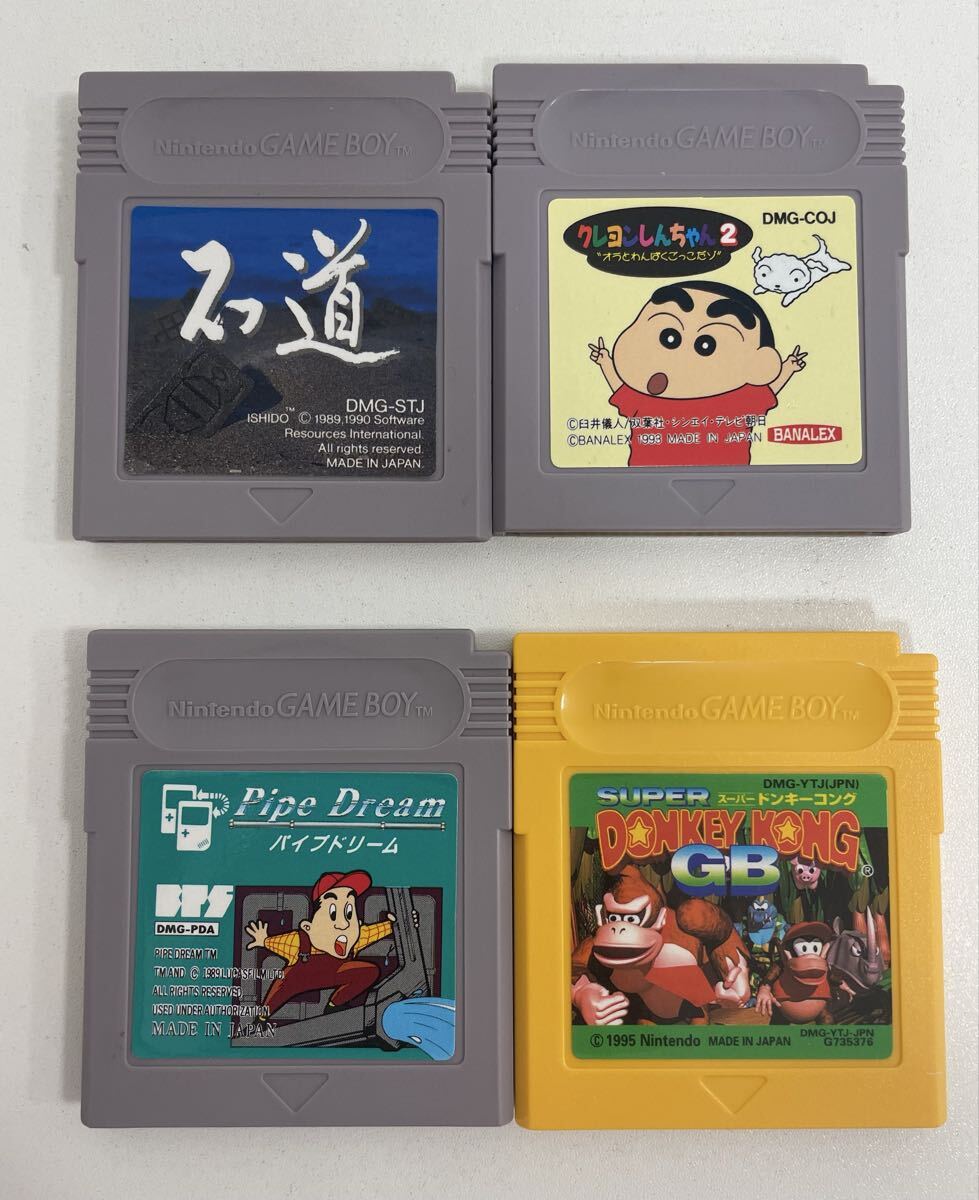 Nintendo GAME BOY TM
石道
DMG-STJ
ISHIDO™ © 1989,1990 Software
Resources International.
All rights reserved.
MADE IN JAPAN.
Nintendo GAME BOY TM
DMG-COJ
クレヨンしんちゃん2
"オラとわんぱくごっこだゾ"
©臼井儀人/双葉社・シンエイ・テレビ朝日
©BANALEX 1993 MADE IN JAPAN BANALEX
Nintendo GAME BOY TM
Pipe Dream
パイプドリーム
BPS
DMG-PDA
PIPE DREAM TM
TM AND © 1989 LUCASFILM LTD
ALL RIGHTS RESERVED
USED UNDER AUTHORIZATION
MADE IN JAPAN
Nintendo GAME BOY TM
DMG-YTJ(JPN)
SUPER スーパードンキーコング
DONKEY KONG
GB ®
DMG-YTJ-JPN
© 1995 Nintendo MADE IN JAPAN G735376